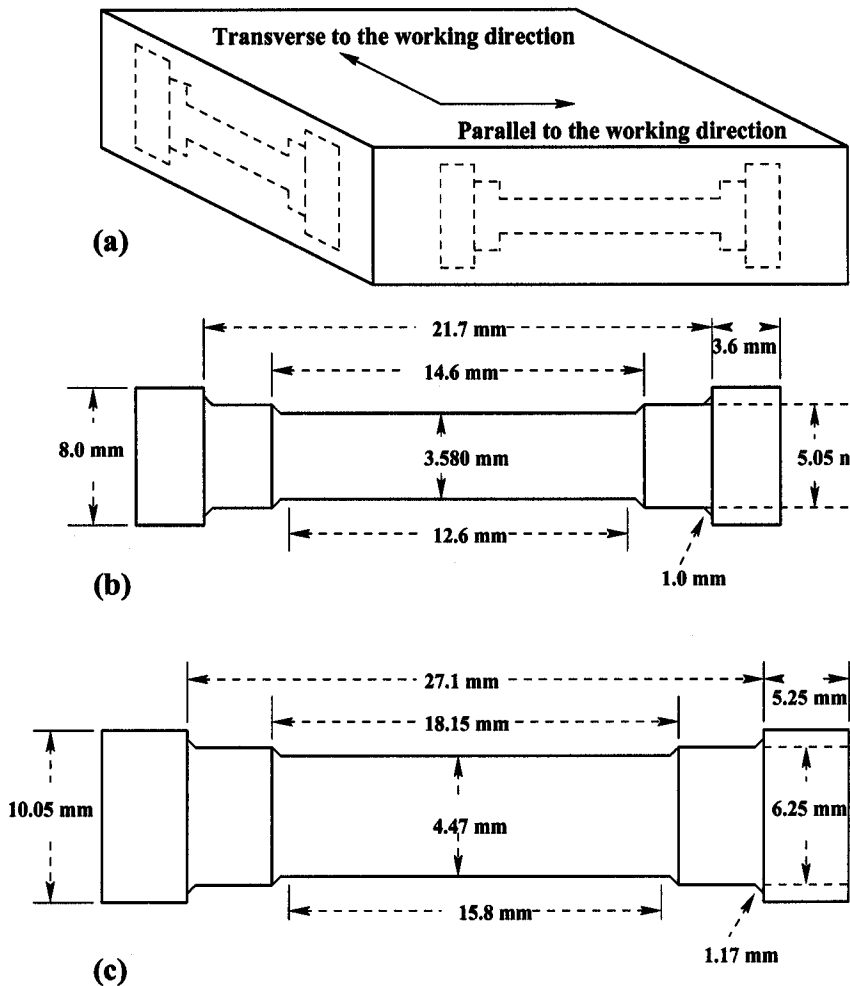 Transverse to the working direction
Parallel to the working direction
(a)
21.7 mm
3.6 mm
14.6 mm
8.0 mm
3.580 mm
5.05 n
12.6 mm
1.0 mm
(b)
27.1 mm
5.25 mm
18.15 mm
10.05 mm
4.47 mm
6.25 mm
15.8 mm
1.17 mm
(c)